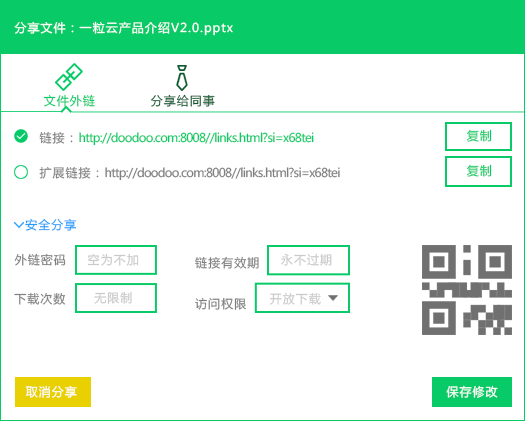 分享文件：一粒云产品介绍V2.0.pptx
文件外链 分享给同事
链接： http://doodoo.com:8008//links.html?si=x68tei 复制
扩展链接： http://doodoo.com:8008//links.html?si=x68tei 复制
安全分享
外链密码 空为不加 链接有效期 永不过期
下载次数 无限制 访问权限 开放下载
取消分享 保存修改